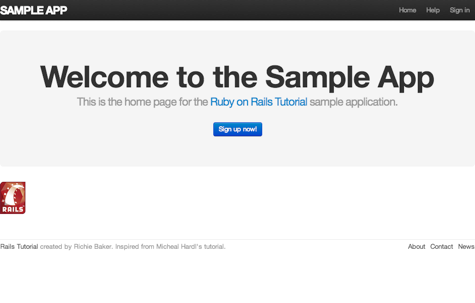 SAMPLE APP Home Help Sign in
Welcome to the Sample App
This is the home page for the Ruby on Rails Tutorial sample application.
Sign up now!
RAILS
Rails Tutorial created by Richie Baker. Inspired from Micheal Hardl's tutorial. About Contact News